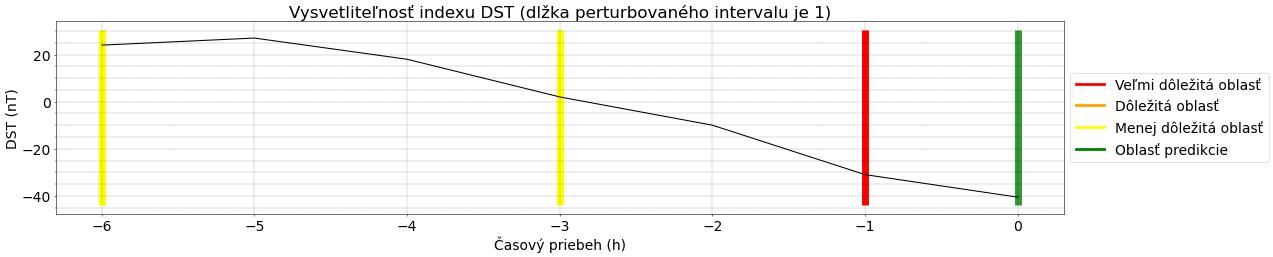 Vysvetliteľnosť indexu DST (dĺžka perturbovaného intervalu je 1)
DST (nT)
20
0
−20
−40
−6 −5 −4 −3 −2 −1 0
Časový priebeh (h)
Veľmi dôležitá oblasť
Dôležitá oblasť
Menej dôležitá oblasť
Oblasť predikcie